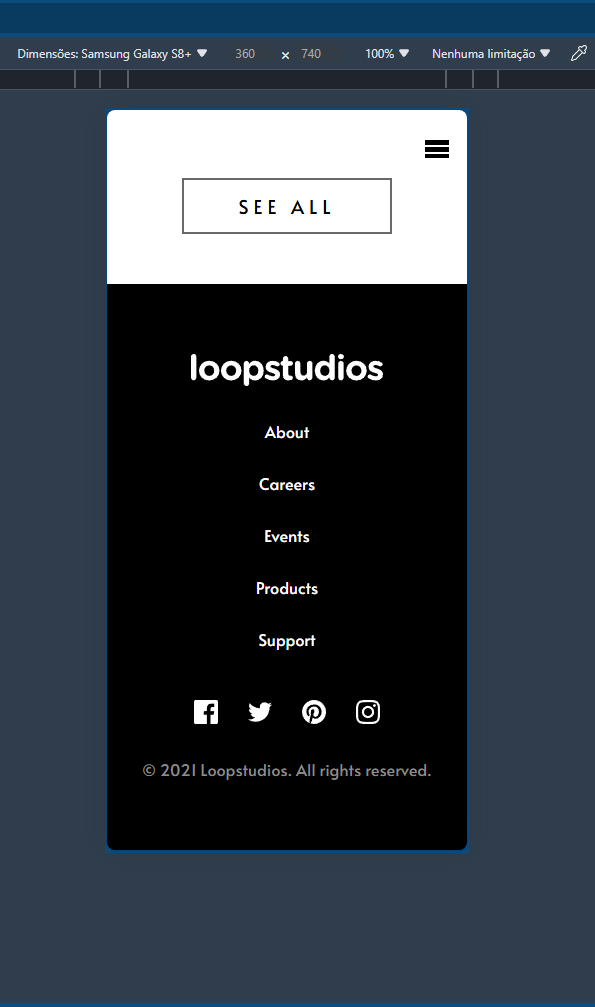 Dimensões: Samsung Galaxy S8+ 360 × 740 100% Nenhuma limitação
SEE ALL
loopstudios
About
Careers
Events
Products
Support
© 2021 Loopstudios. All rights reserved.